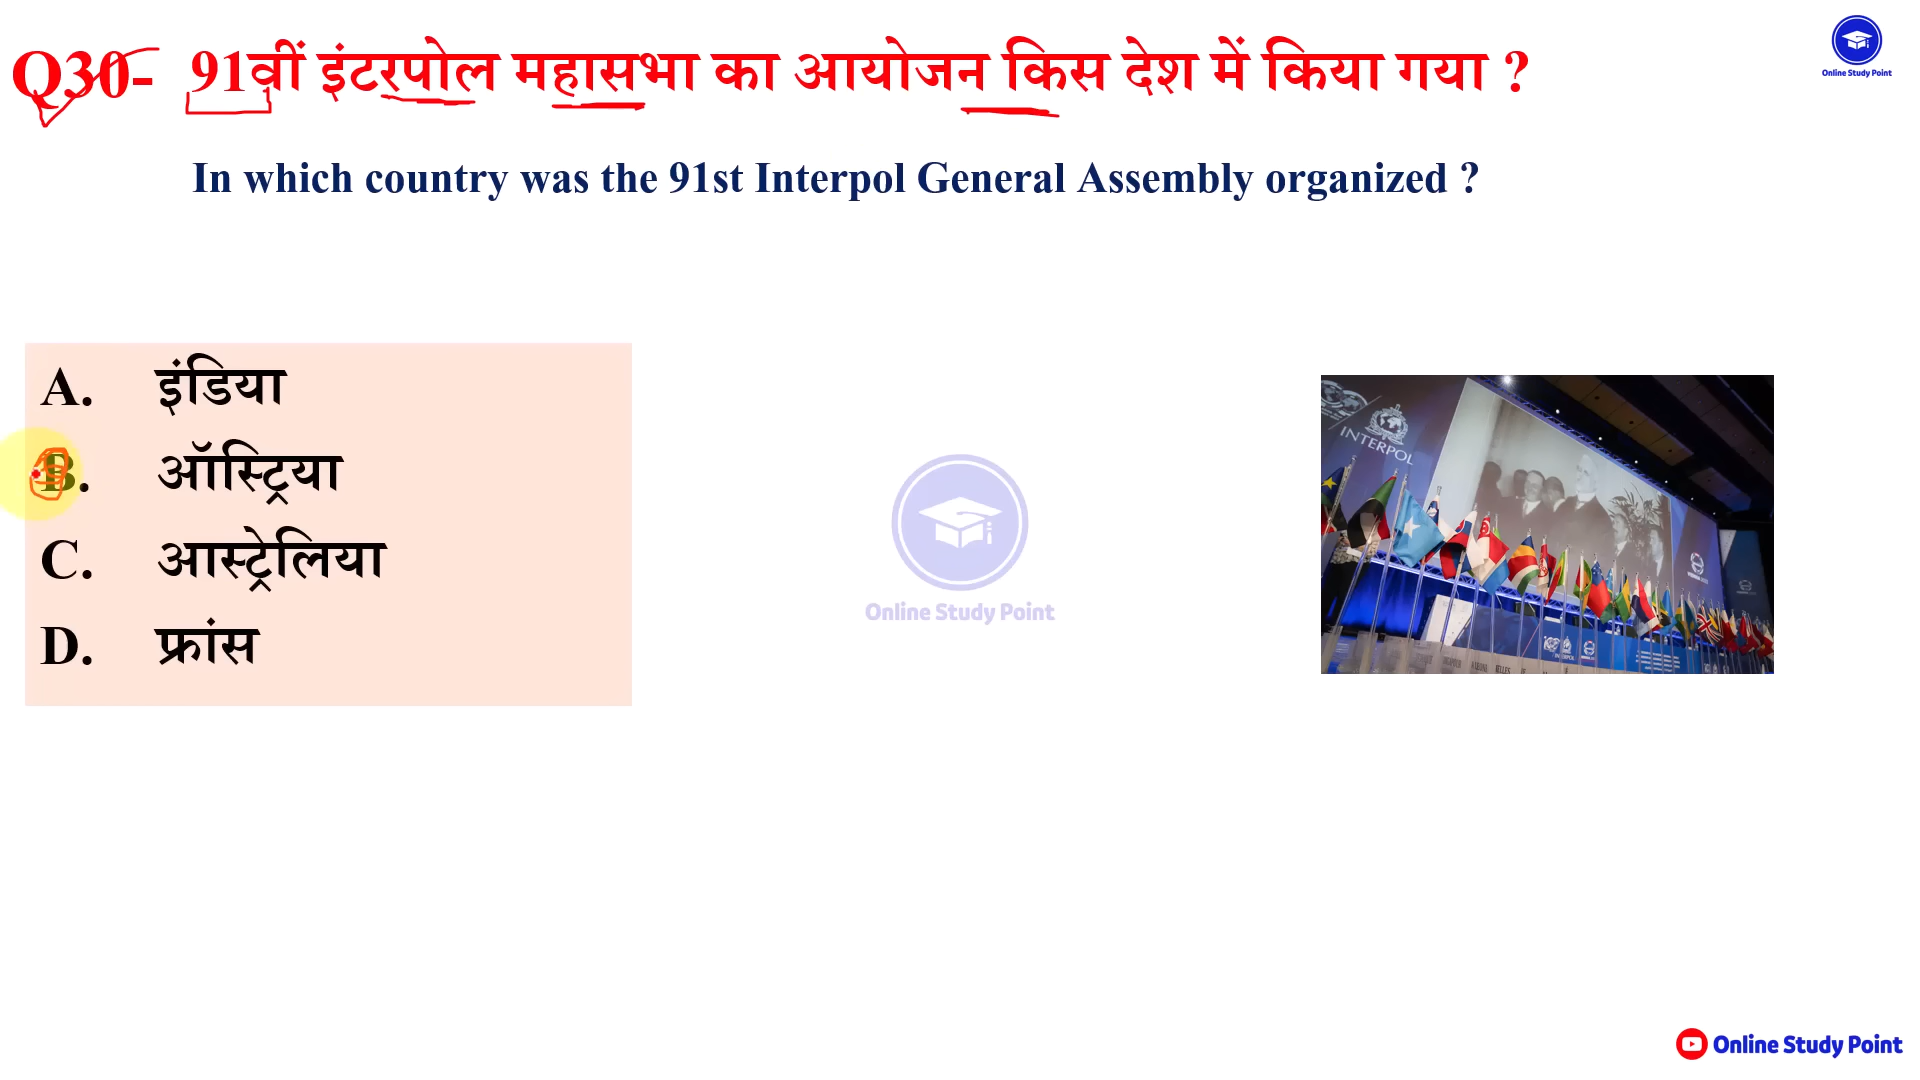 Q30- 91वीं इंटरपोल महासभा का आयोजन किस देश में किया गया ?
Online Study Point
In which country was the 91st Interpol General Assembly organized ?
A. इंडिया
B. ऑस्ट्रिया
C. आस्ट्रेलिया
D. फ्रांस
INTERPOL
Online Study Point
Online Study Point